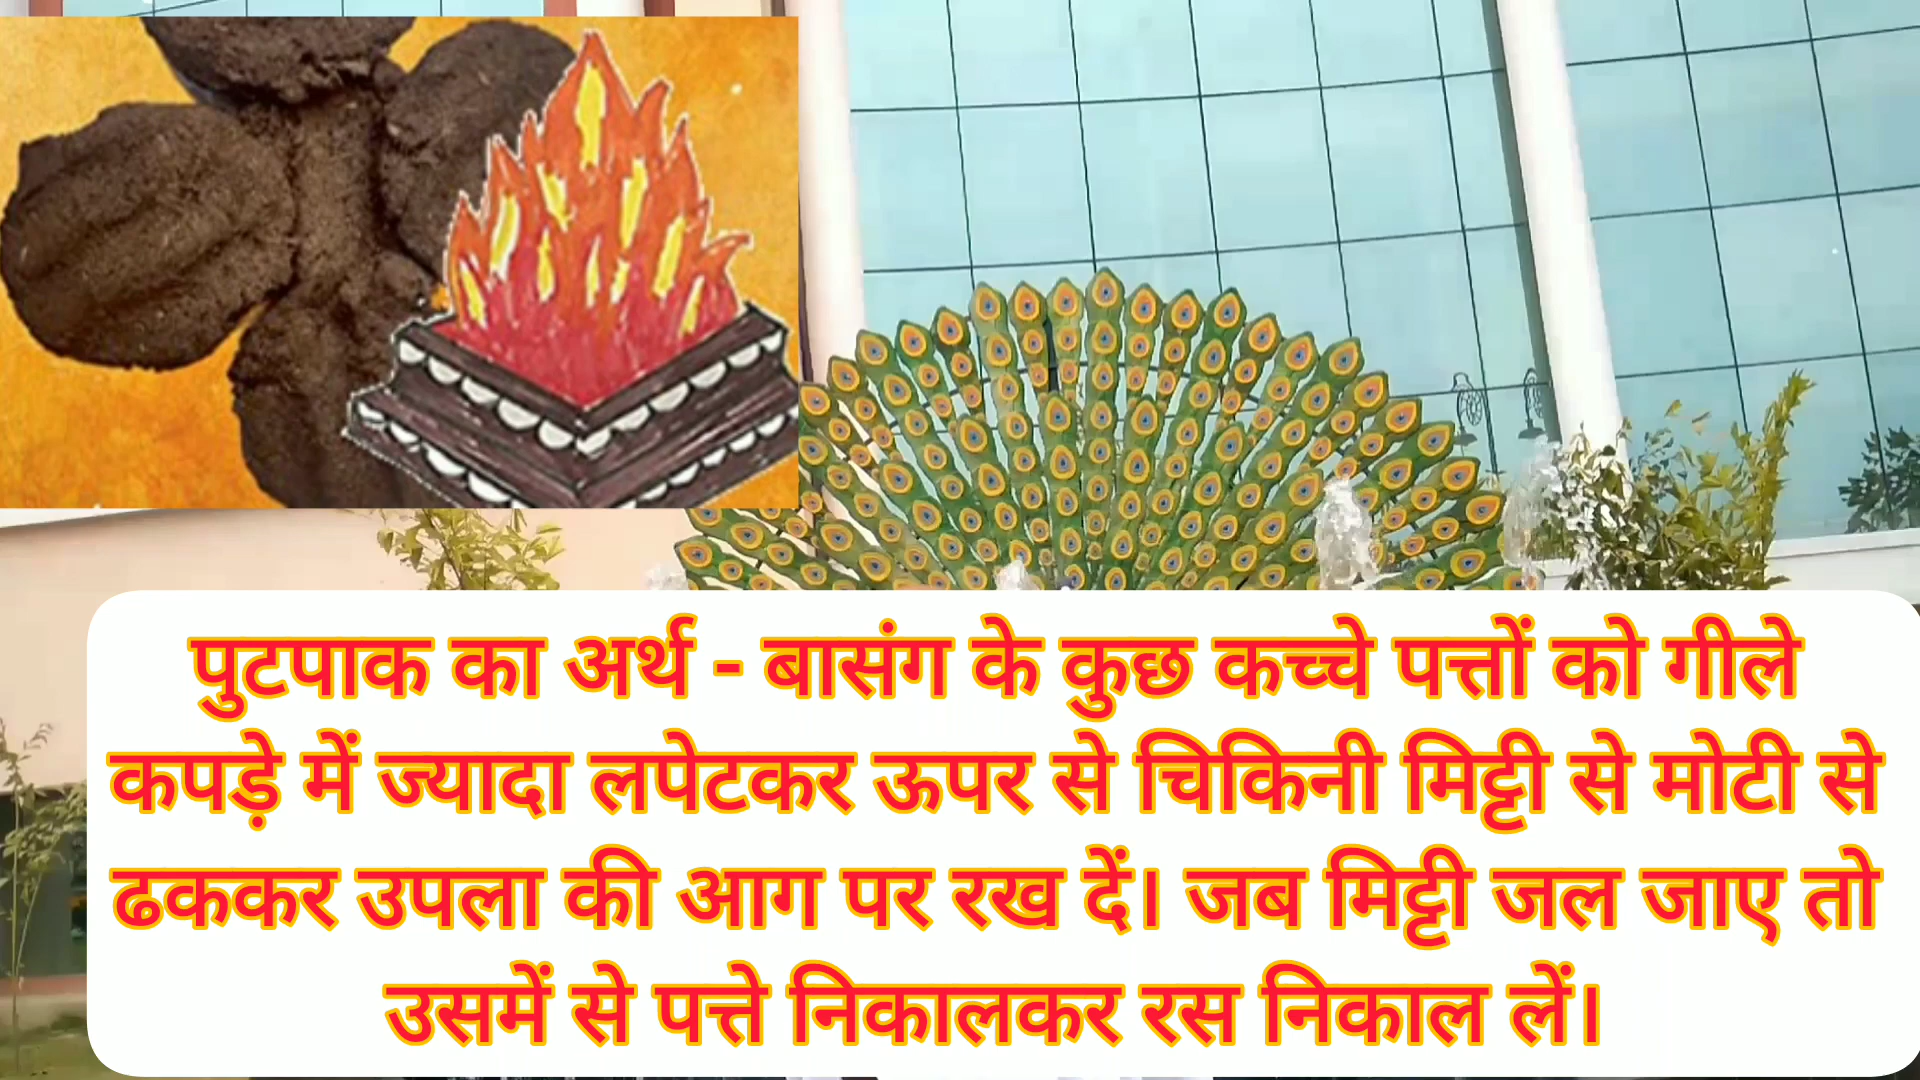 पुटपाक का अर्थ - बासंग के कुछ कच्चे पत्तों को गीले
कपड़े में ज्यादा लपेटकर ऊपर से चिकिनी मिट्टी से मोटी से
ढककर उपला की आग पर रख दें। जब मिट्टी जल जाए तो
उसमें से पत्ते निकालकर रस निकाल लें।